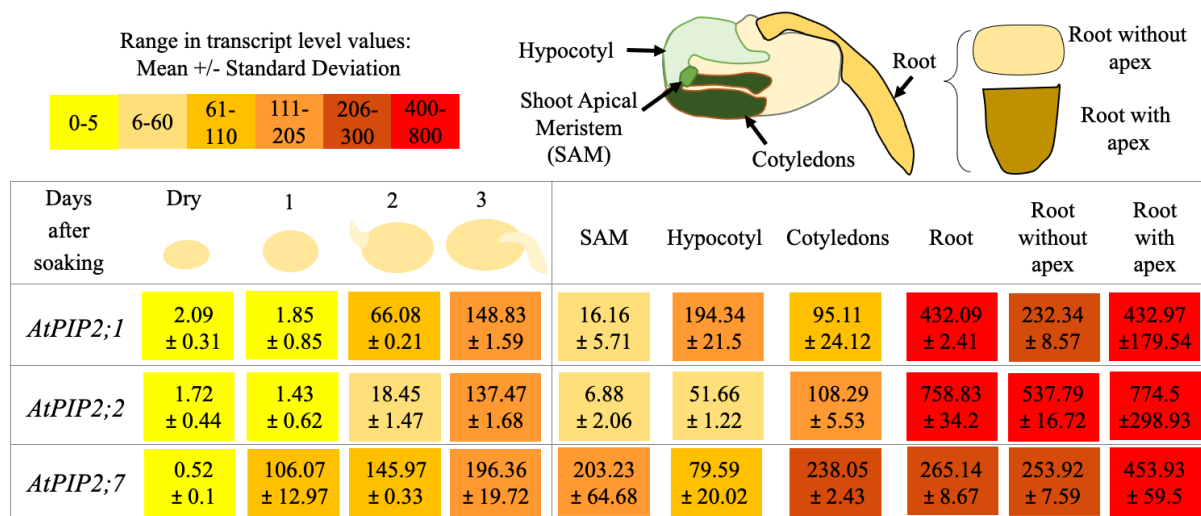 Range in transcript level values:
Mean +/- Standard Deviation
0-5
6-60
61-
110
111-
205
206-
300
400-
800
Hypocotyl
Shoot Apical
Meristem
(SAM)
Cotyledons
Root
Root without
apex
Root with
apex
Days
after
soaking
Dry
1
2
3
SAM
Hypocotyl
Cotyledons
Root
Root
without
apex
Root
with
apex
AtPIP2;1
2.09
± 0.31
1.85
± 0.85
66.08
± 0.21
148.83
± 1.59
16.16
± 5.71
194.34
± 21.5
95.11
± 24.12
432.09
± 2.41
232.34
± 8.57
432.97
±179.54
AtPIP2;2
1.72
± 0.44
1.43
± 0.62
18.45
± 1.47
137.47
± 1.68
6.88
± 2.06
51.66
± 1.22
108.29
± 5.53
758.83
± 34.2
537.79
± 16.72
774.5
±298.93
AtPIP2;7
0.52
± 0.1
106.07
± 12.97
145.97
± 0.33
196.36
± 19.72
203.23
± 64.68
79.59
± 20.02
238.05
± 2.43
265.14
± 8.67
253.92
± 7.59
453.93
± 59.5